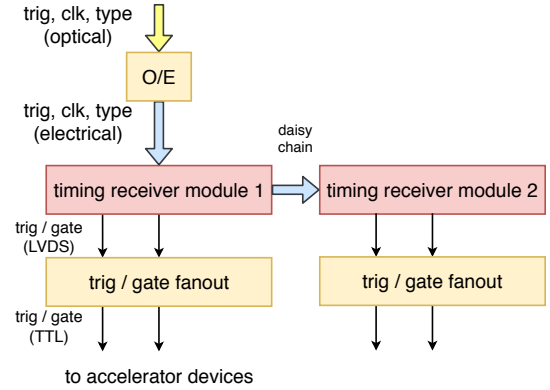 trig, clk, type
(optical)
O/E
trig, clk, type
(electrical)
daisy
chain
timing receiver module 1
timing receiver module 2
trig / gate
(LVDS)
trig / gate fanout
trig / gate fanout
trig / gate
(TTL)
to accelerator devices